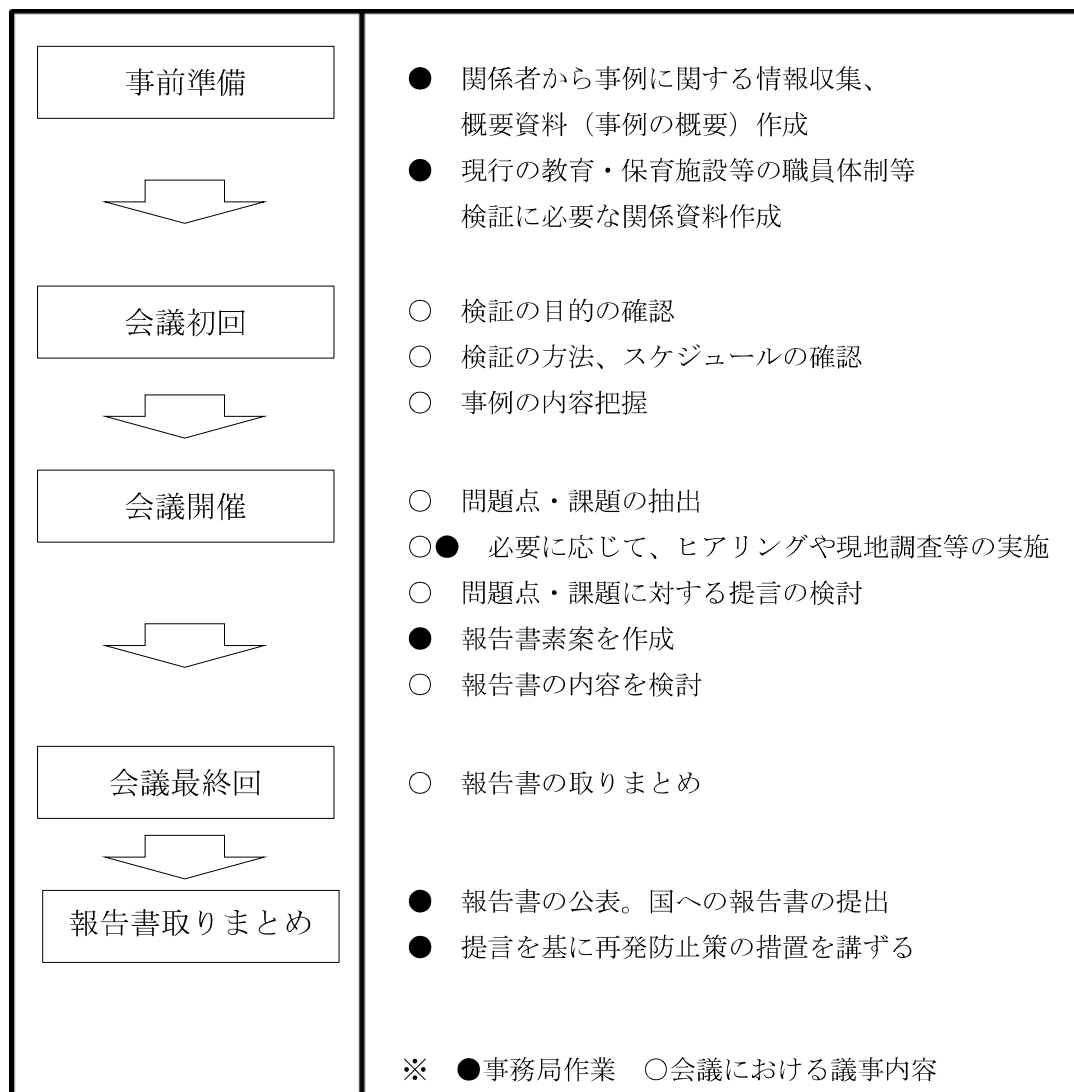 事前準備
● 関係者から事例に関する情報収集、
概要資料（事例の概要）作成
● 現行の教育・保育施設等の職員体制等
検証に必要な関係資料作成
会議初回
○ 検証の目的の確認
○ 検証の方法、スケジュールの確認
○ 事例の内容把握
会議開催
○ 問題点・課題の抽出
○● 必要に応じて、ヒアリングや現地調査等の実施
○ 問題点・課題に対する提言の検討
● 報告書素案を作成
○ 報告書の内容を検討
会議最終回
○ 報告書の取りまとめ
報告書取りまとめ
● 報告書の公表。国への報告書の提出
● 提言を基に再発防止策の措置を講ずる
※ ●事務局作業 ○会議における議事内容